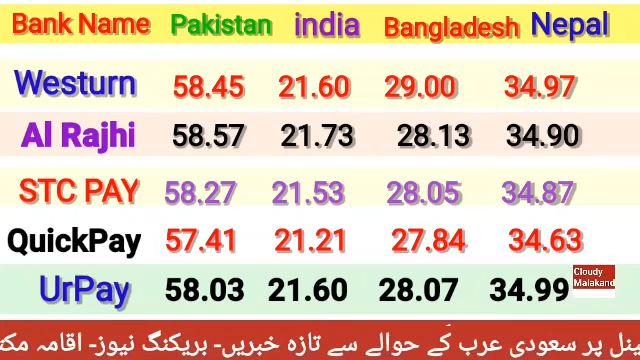 Bank Name Pakistan india Bangladesh Nepal
Westurn 58.45 21.60 29.00 34.97
Al Rajhi 58.57 21.73 28.13 34.90
STC PAY 58.27 21.53 28.05 34.87
QuickPay 57.41 21.21 27.84 34.63
UrPay 58.03 21.60 28.07 34.99
Cloudy
Malakand
پر سعودی عرب کے حوالے سے تازہ خبریں- بریکنگ نیوز- اقامہ